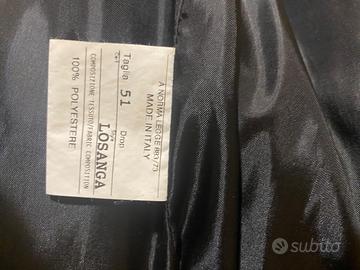 A NORMA LEGGE 883/73
MADE IN ITALY
Taglia 51 Drop
LOSANGA
COMPOSIZIONE TESSUTO/FABRIC COMPOSITION
100% POLYESTERE
subito